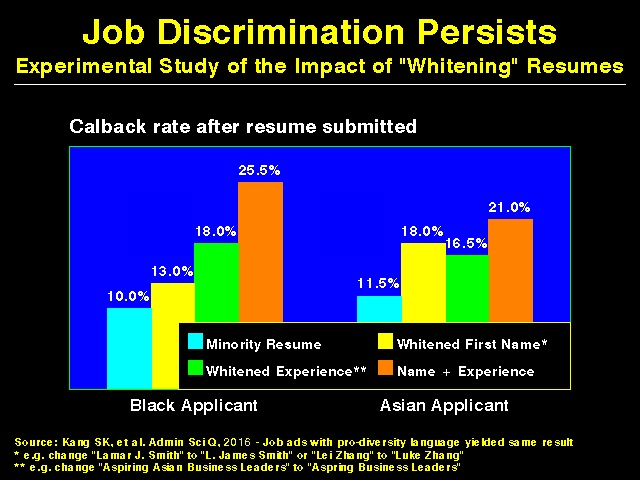 Job Discrimination Persists
Experimental Study of the Impact of "Whitening" Resumes
Calback rate after resume submitted
25.5%
21.0%
18.0%
18.0%
16.5%
13.0%
11.5%
10.0%
Minority Resume
Whitened First Name*
Whitened Experience**
Name + Experience
Black Applicant
Asian Applicant
Source: Kang SK, et al. Admin Sci Q, 2016 - Job ads with pro-diversity language yielded same result
* e.g. change "Lamar J. Smith" to "L. James Smith" or "Lei Zhang" to "Luke Zhang"
** e.g. change "Aspiring Asian Business Leaders" to "Aspring Business Leaders"